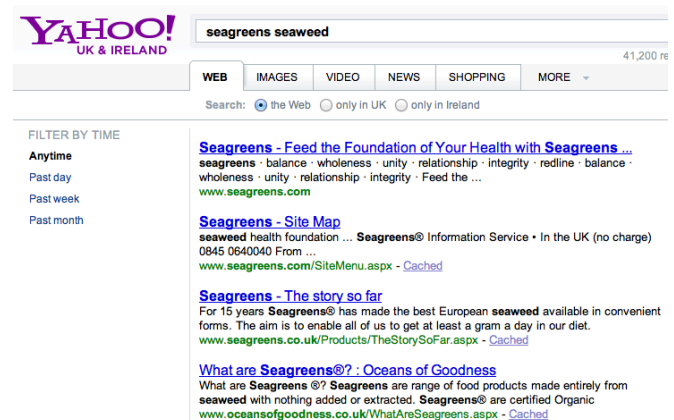 YAHOO!
UK & IRELAND
seagreens seaweed
41,200 re
WEB IMAGES VIDEO NEWS SHOPPING MORE
Search: the Web only in UK only in Ireland
FILTER BY TIME
Anytime
Past day
Past week
Past month
Seagreens - Feed the Foundation of Your Health with Seagreens ...
seagreens · balance · wholeness · unity · relationship · integrity · redline · balance ·
wholeness · unity · relationship · integrity · Feed the ...
www.seagreens.com
Seagreens - Site Map
seaweed health foundation ... Seagreens® Information Service • In the UK (no charge)
0845 0640040 From ...
www.seagreens.com/SiteMenu.aspx - Cached
Seagreens - The story so far
For 15 years Seagreens® has made the best European seaweed available in convenient
forms. The aim is to enable all of us to get at least a gram a day in our diet.
www.seagreens.co.uk/Products/TheStorySoFar.aspx - Cached
What are Seagreens®? : Oceans of Goodness
What are Seagreens ®? Seagreens are range of food products made entirely from
seaweed with nothing added or extracted. Seagreens® are certified Organic
www.oceansofgoodness.co.uk/WhatAreSeagreens.aspx - Cached